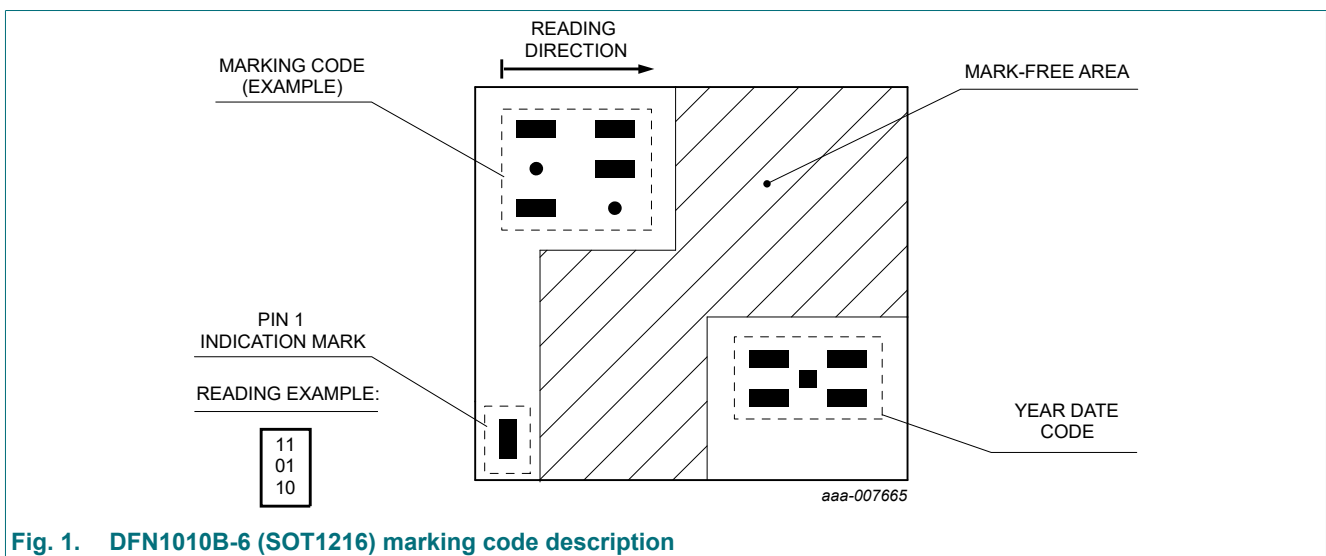 READING
DIRECTION
MARKING CODE
(EXAMPLE)
MARK-FREE AREA
PIN 1
INDICATION MARK
READING EXAMPLE:
11
01
10
YEAR DATE
CODE
aaa-007665
Fig. 1. DFN1010B-6 (SOT1216) marking code description